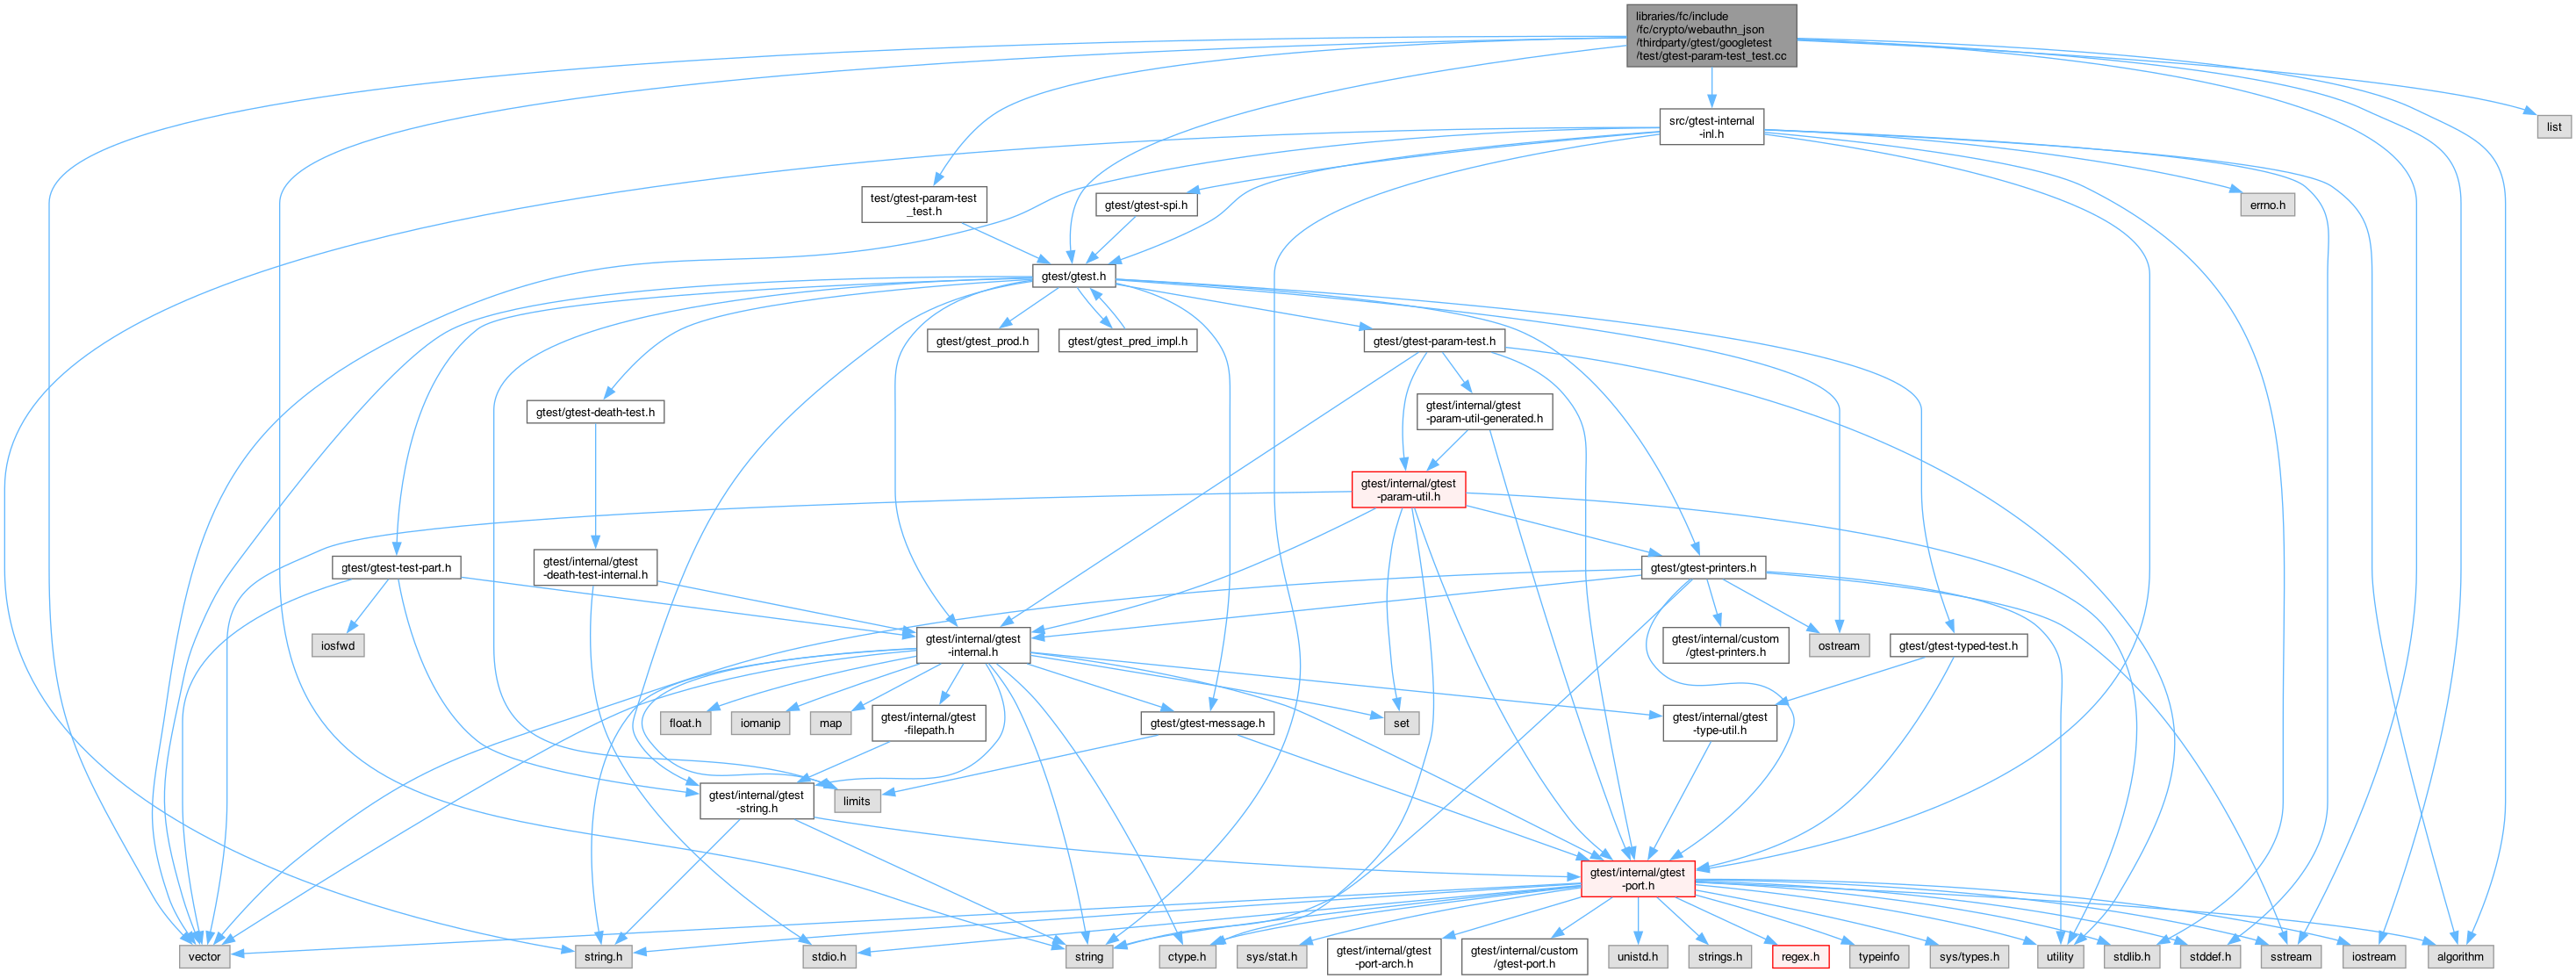 libraries/fc/include
/fc/crypto/webauthn_json
/thirdparty/gtest/googletest
/test/gtest-param-test_test.cc
src/gtest-internal
-inl.h
list
test/gtest-param-test
_test.h
gtest/gtest-spi.h
errno.h
gtest/gtest.h
gtest/gtest_prod.h
gtest/gtest_pred_impl.h
gtest/gtest-param-test.h
gtest/gtest-death-test.h
gtest/internal/gtest
-param-util-generated.h
gtest/internal/gtest
-param-util.h
gtest/gtest-test-part.h
gtest/internal/gtest
-death-test-internal.h
gtest/gtest-printers.h
iosfwd
gtest/internal/gtest
-internal.h
gtest/internal/custom
/gtest-printers.h
ostream
gtest/gtest-typed-test.h
float.h
iomanip
map
gtest/internal/gtest
-filepath.h
gtest/gtest-message.h
set
gtest/internal/gtest
-type-util.h
gtest/internal/gtest
-string.h
limits
gtest/internal/gtest
-port.h
vector
string.h
stdio.h
string
ctype.h
sys/stat.h
gtest/internal/gtest
-port-arch.h
gtest/internal/custom
/gtest-port.h
unistd.h
strings.h
regex.h
typeinfo
sys/types.h
utility
stdlib.h
stddef.h
sstream
iostream
algorithm